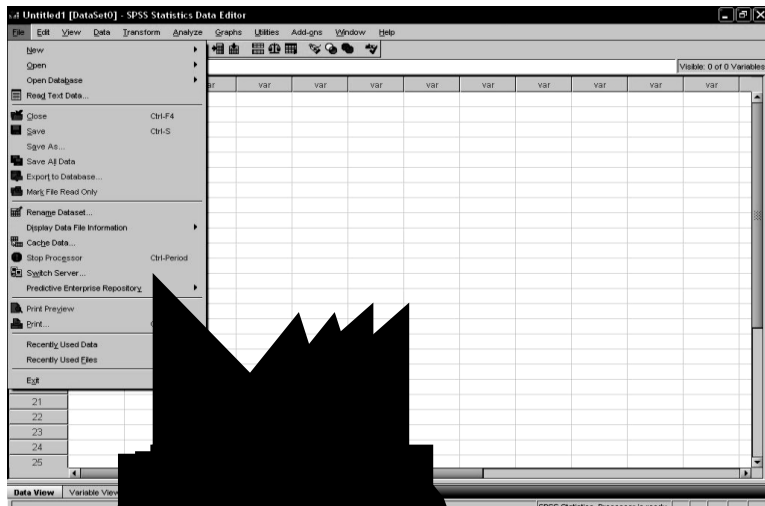 Untitled1 [DataSet0] - SPSS Statistics Data Editor
File Edit View Data Transform Analyze Graphs Utilities Add-ons Window Help
New
Open
Visible: 0 of 0 Variables
Open Database
var var var var var var var
Read Text Data...
Close Ctrl-F4
Save Ctrl-S
Save As...
Save All Data
Export to Database...
Mark File Read Only
Rename Dataset...
Display Data File Information
Cache Data...
Stop Processor Ctrl-Period
Switch Server...
Predictive Enterprise Repository
Print Preview
Print...
Recently Used Data
Recently Used Files
Exit
21
22
23
24
25
Data View Variable View